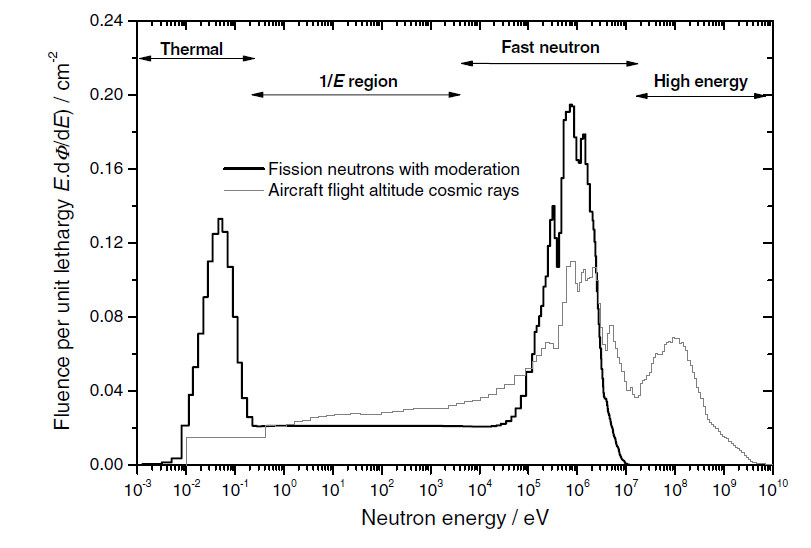 Fluence per unit lethargy E.dΦ/dE) / cm⁻²
0.24
0.20
0.16
0.12
0.08
0.04
0.00
Thermal
1/E region
Fast neutron
High energy
Fission neutrons with moderation
Aircraft flight altitude cosmic rays
10⁻³ 10⁻² 10⁻¹ 10⁰ 10¹ 10² 10³ 10⁴ 10⁵ 10⁶ 10⁷ 10⁸ 10⁹ 10¹⁰
Neutron energy / eV